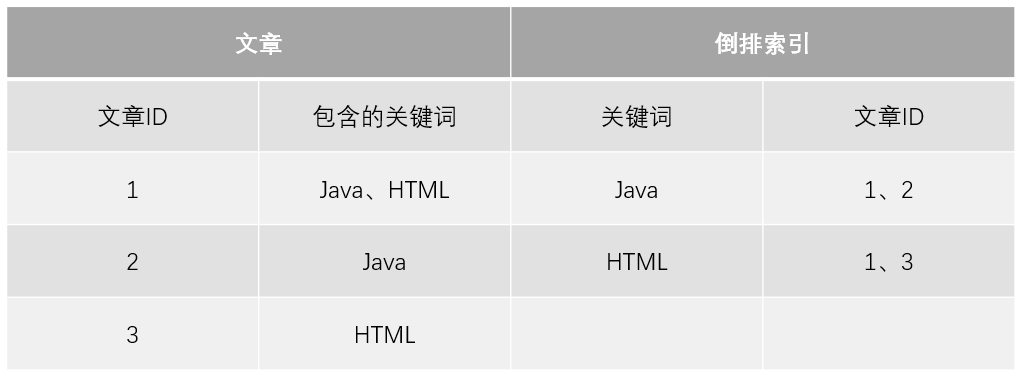 文章 倒排索引
文章ID 包含的关键词 关键词 文章ID
1 Java、HTML Java 1、2
2 Java HTML 1、3
3 HTML